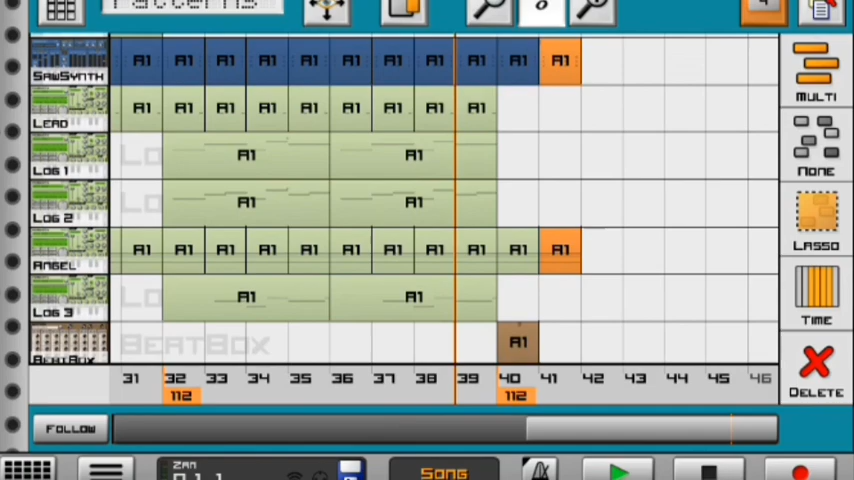 Patterns
SawSynth A1 A1 A1 A1 A1 A1 A1 A1 A1 A1 A1
Lead A1 A1 A1 A1 A1 A1 A1 A1 A1
Log 1 A1 A1
Log 2 A1 A1
Angel A1 A1 A1 A1 A1 A1 A1 A1 A1 A1 A1
Log 3 A1 A1
BeatBox BeatBox A1
31 32 33 34 35 36 37 38 39 40 41 42 43 44 45 46
112 112
Multi
None
Lasso
Time
Delete
Follow
Song